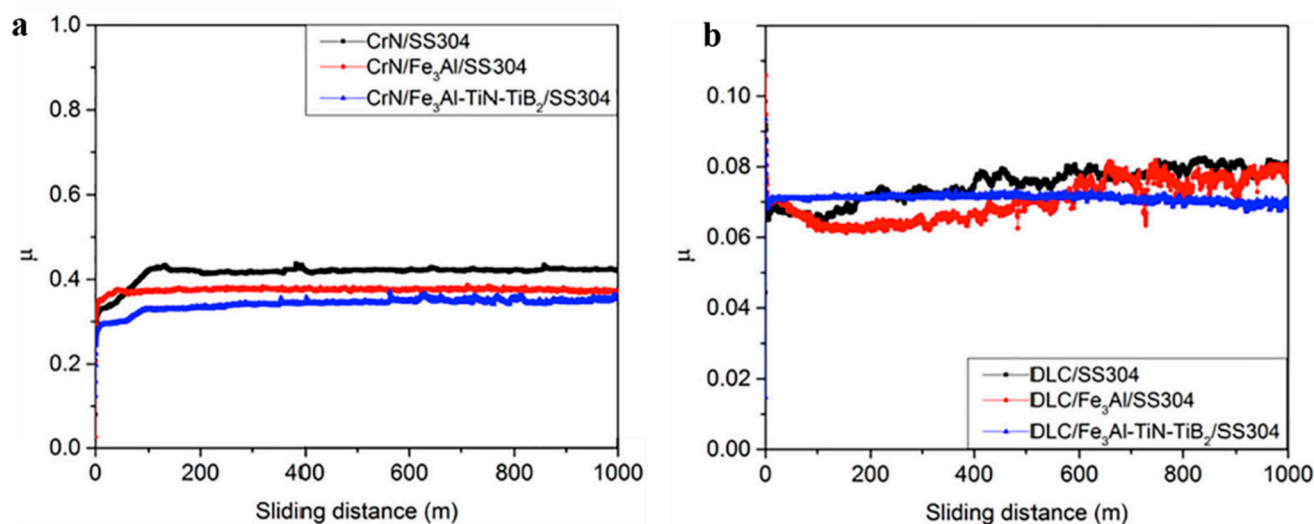 a
1.0
0.8
0.6
0.4
0.2
0.0
μ
0
200
400
600
800
1000
Sliding distance (m)
CrN/SS304
CrN/Fe₃Al/SS304
CrN/Fe₃Al-TiN-TiB₂/SS304
b
0.10
0.08
0.06
0.04
0.02
0.00
μ
0
200
400
600
800
1000
Sliding distance (m)
DLC/SS304
DLC/Fe₃Al/SS304
DLC/Fe₃Al-TiN-TiB₂/SS304